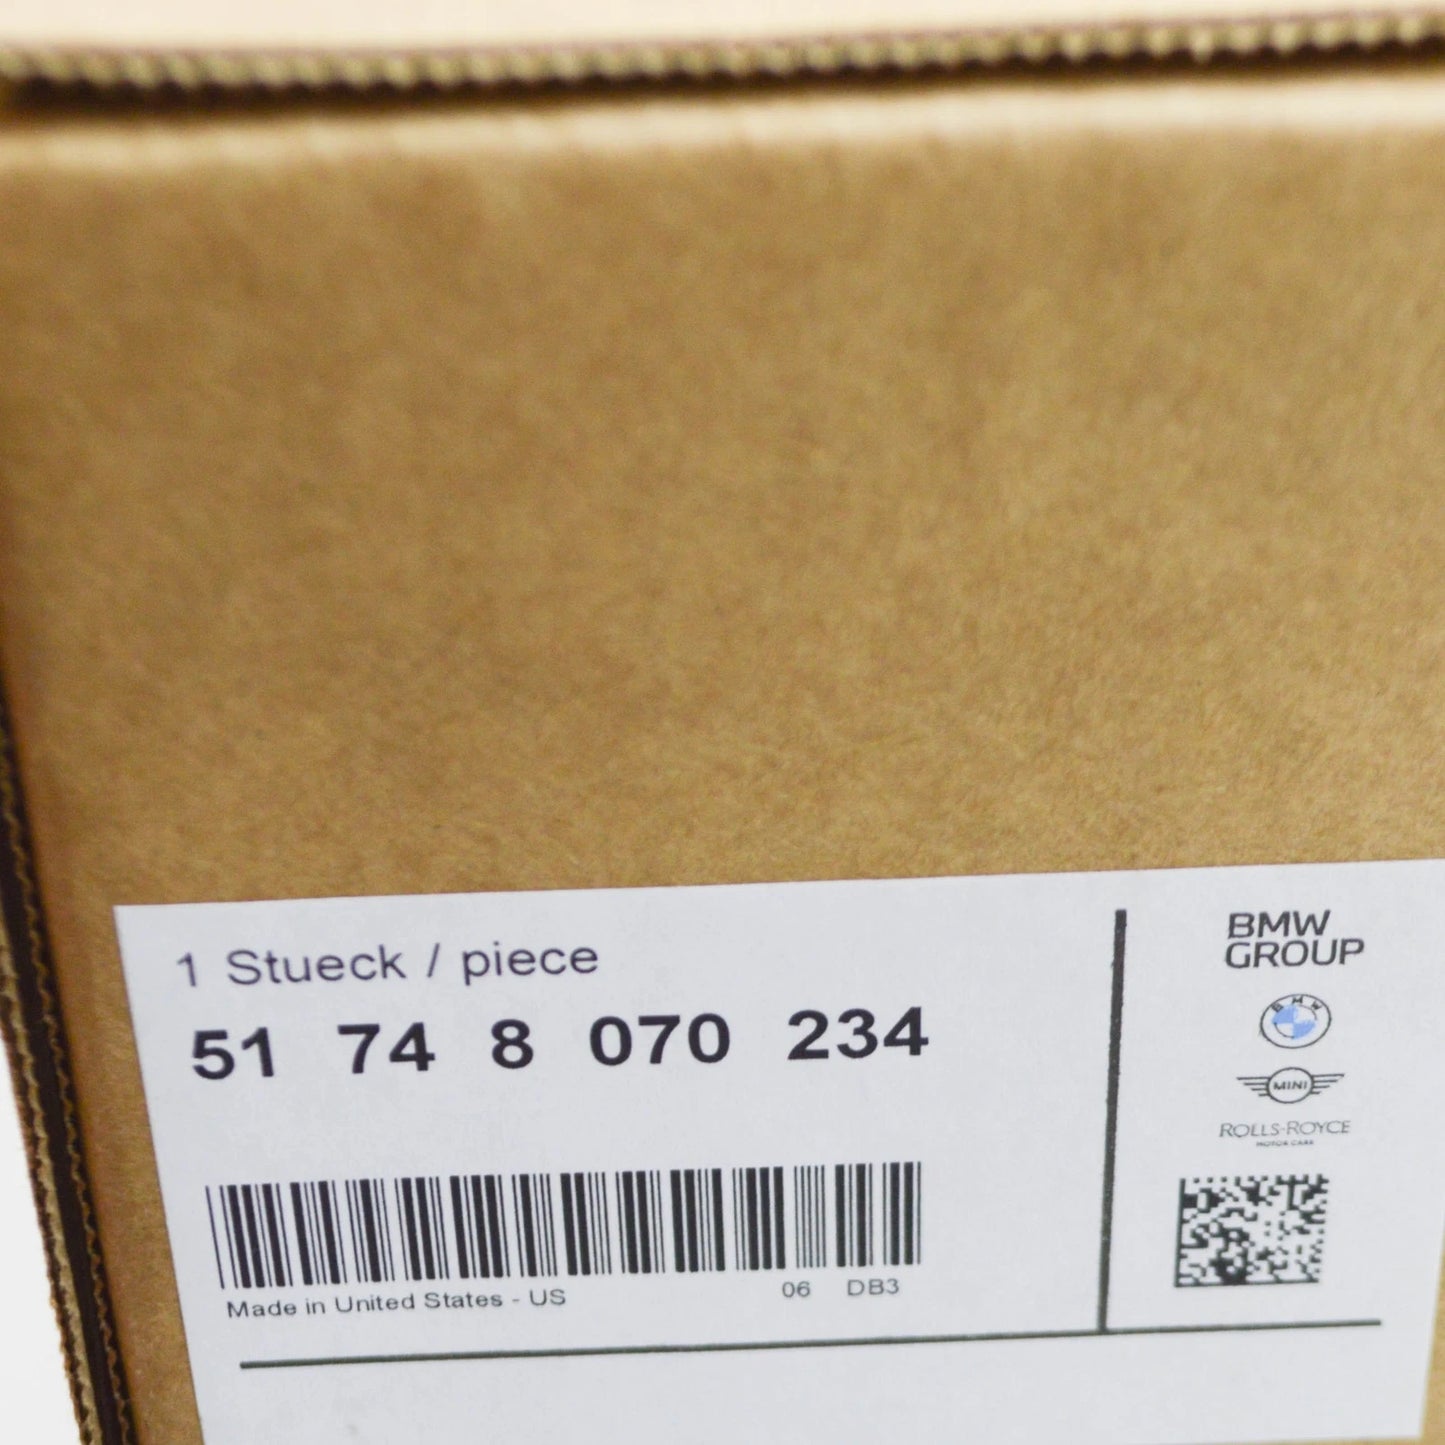 1 Stueck / piece
51 74 8 070 234
Made in United States - US 06 DB3
BMW
GROUP
BMW
MINI
ROLLS-ROYCE
MOTOR CARS